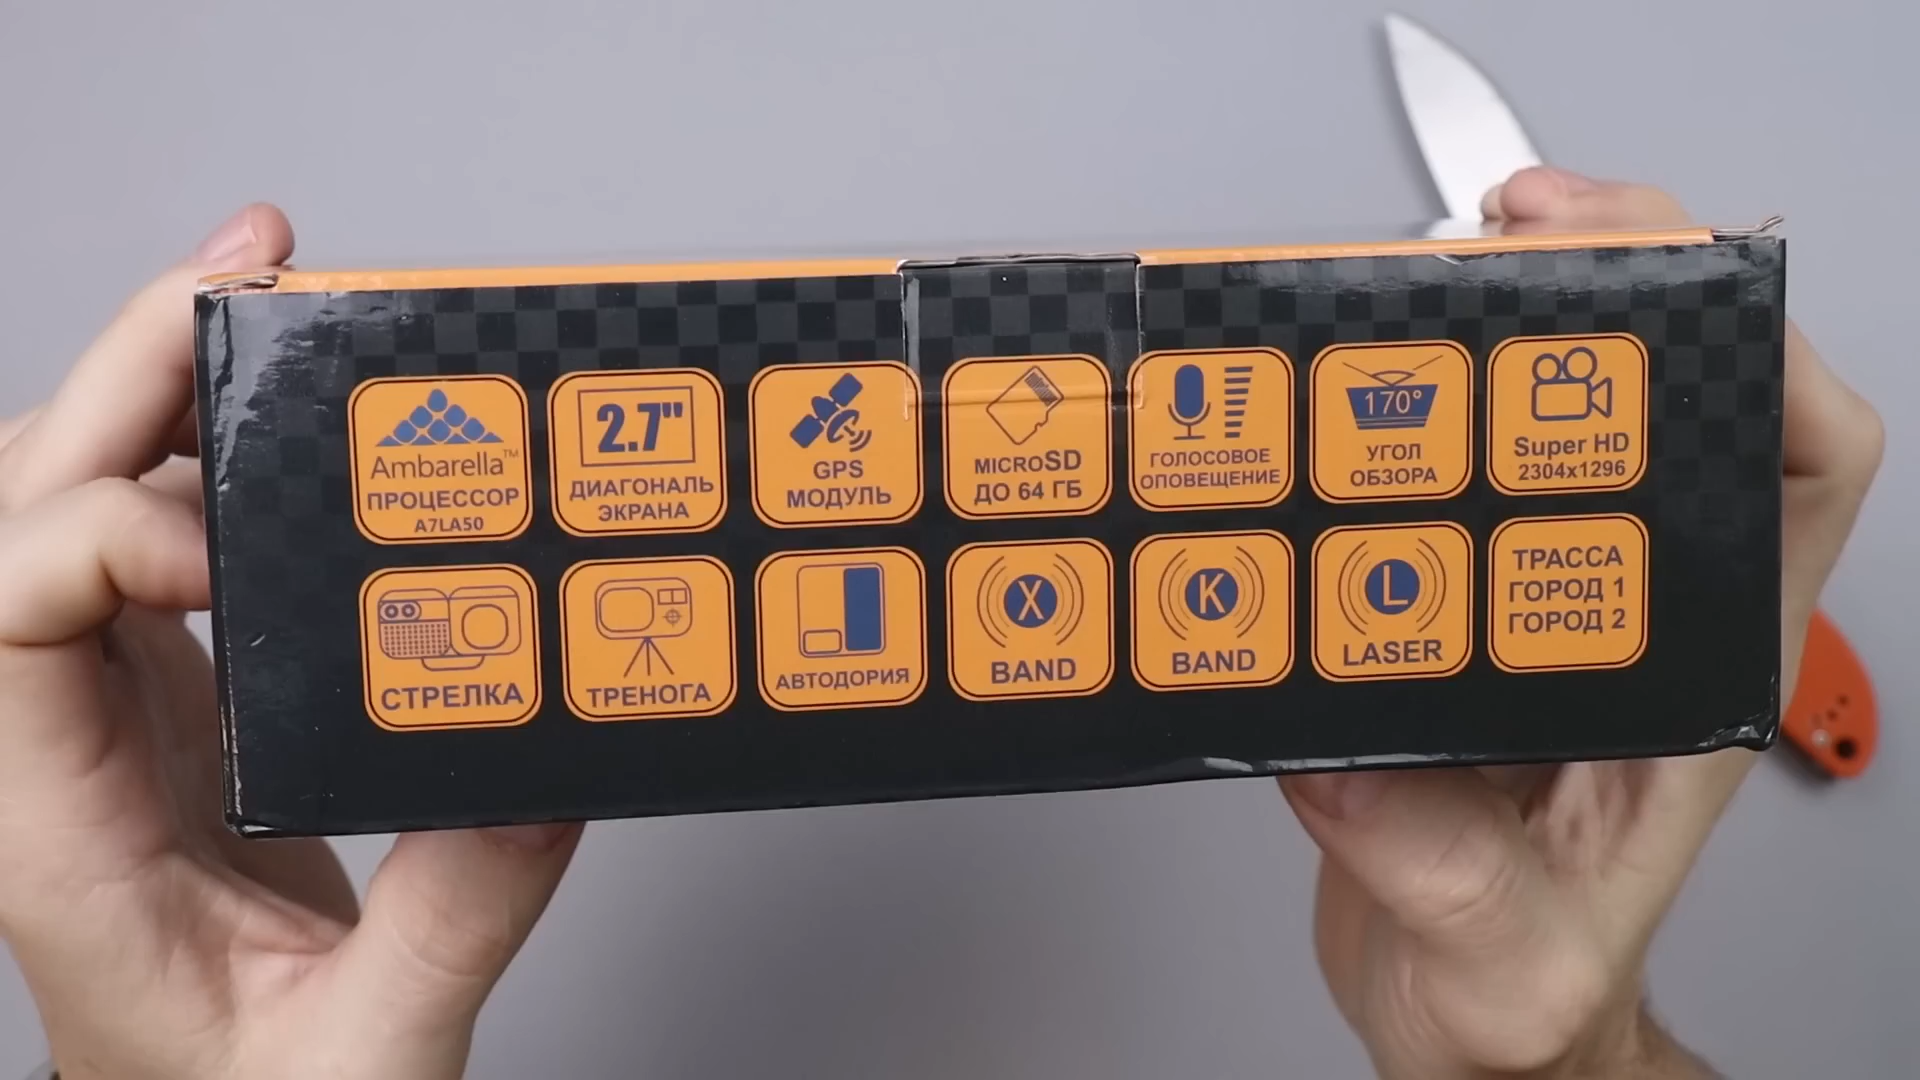 Ambarella™
ПРОЦЕССОР
A7LA50
2.7"
ДИАГОНАЛЬ
ЭКРАНА
GPS
МОДУЛЬ
MICROSD
ДО 64 ГБ
ГОЛОСОВОЕ
ОПОВЕЩЕНИЕ
170°
УГОЛ
ОБЗОРА
Super HD
2304x1296
СТРЕЛКА
ТРЕНОГА
АВТОДОРИЯ
X
BAND
K
BAND
L
LASER
ТРАССА
ГОРОД 1
ГОРОД 2